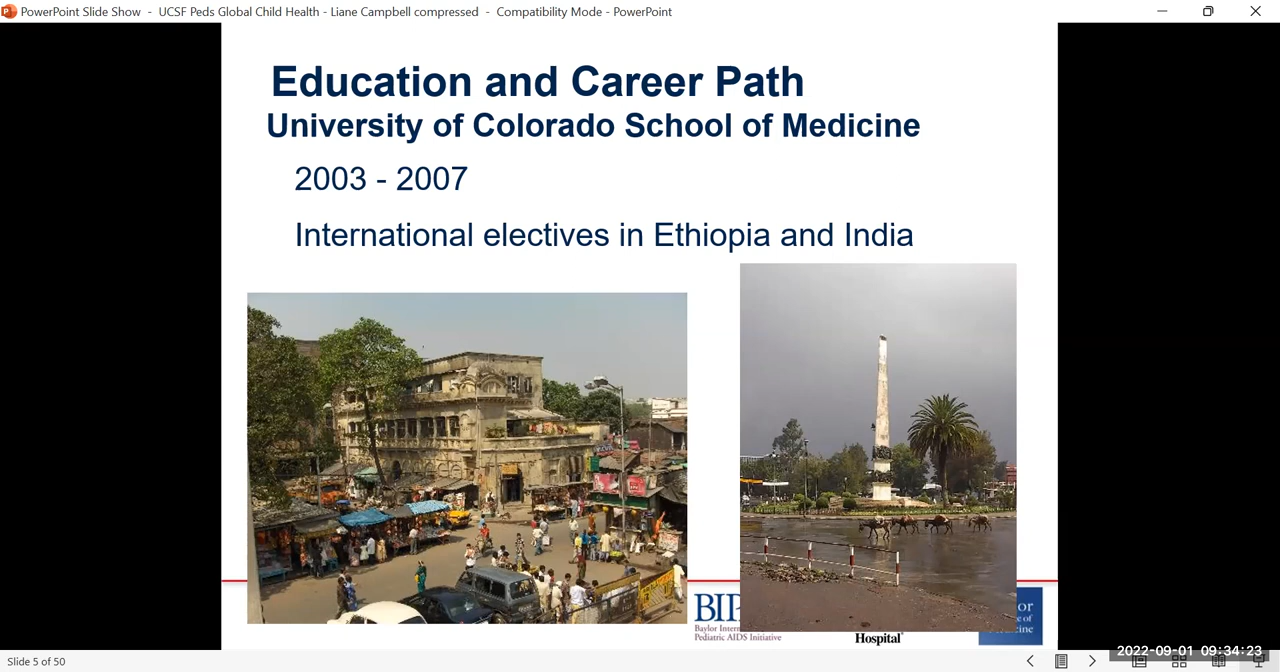 PowerPoint Slide Show - UCSF Peds Global Child Health - Liane Campbell compressed - Compatibility Mode - PowerPoint
Education and Career Path
University of Colorado School of Medicine
2003 - 2007
International electives in Ethiopia and India
Baylor
Pediatric AIDS Initiative
Hospital
Slide 5 of 50
2022-09-01 09:34:23